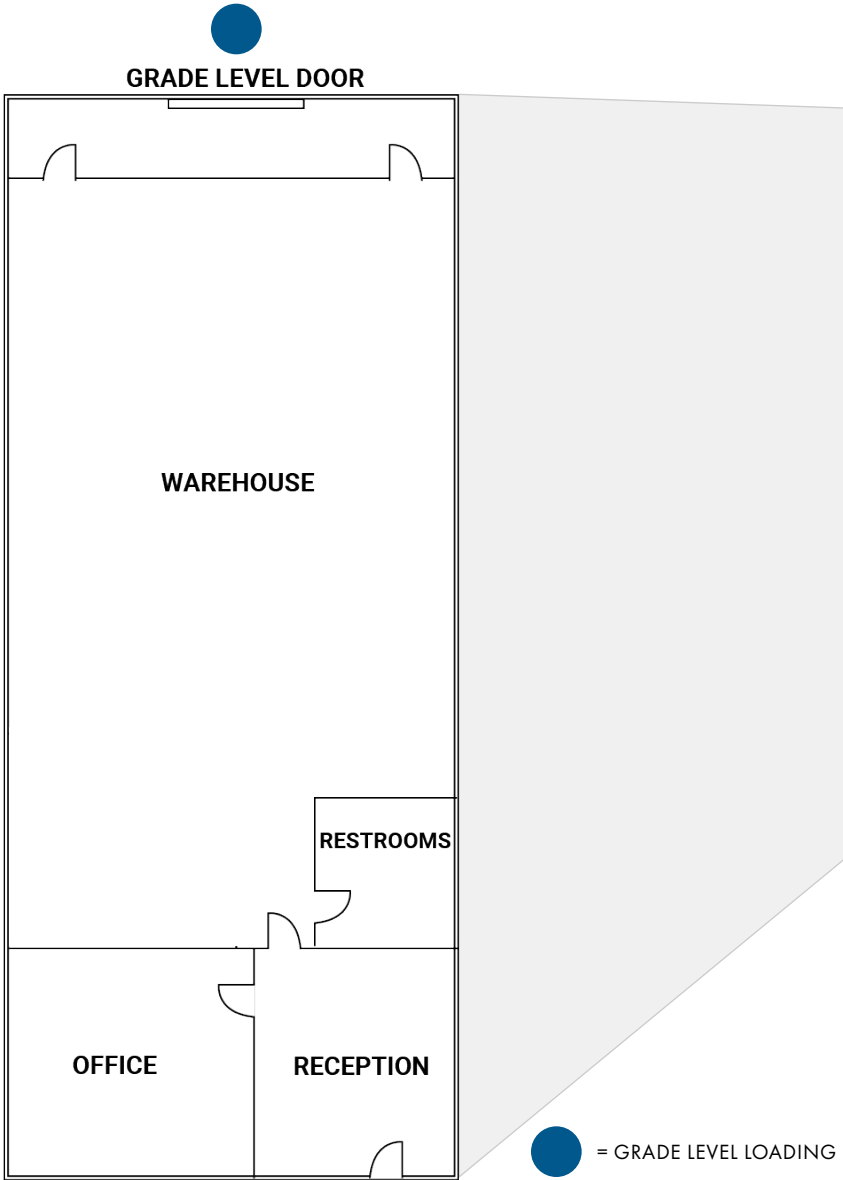 GRADE LEVEL DOOR
WAREHOUSE
RESTROOMS
OFFICE
RECEPTION
= GRADE LEVEL LOADING